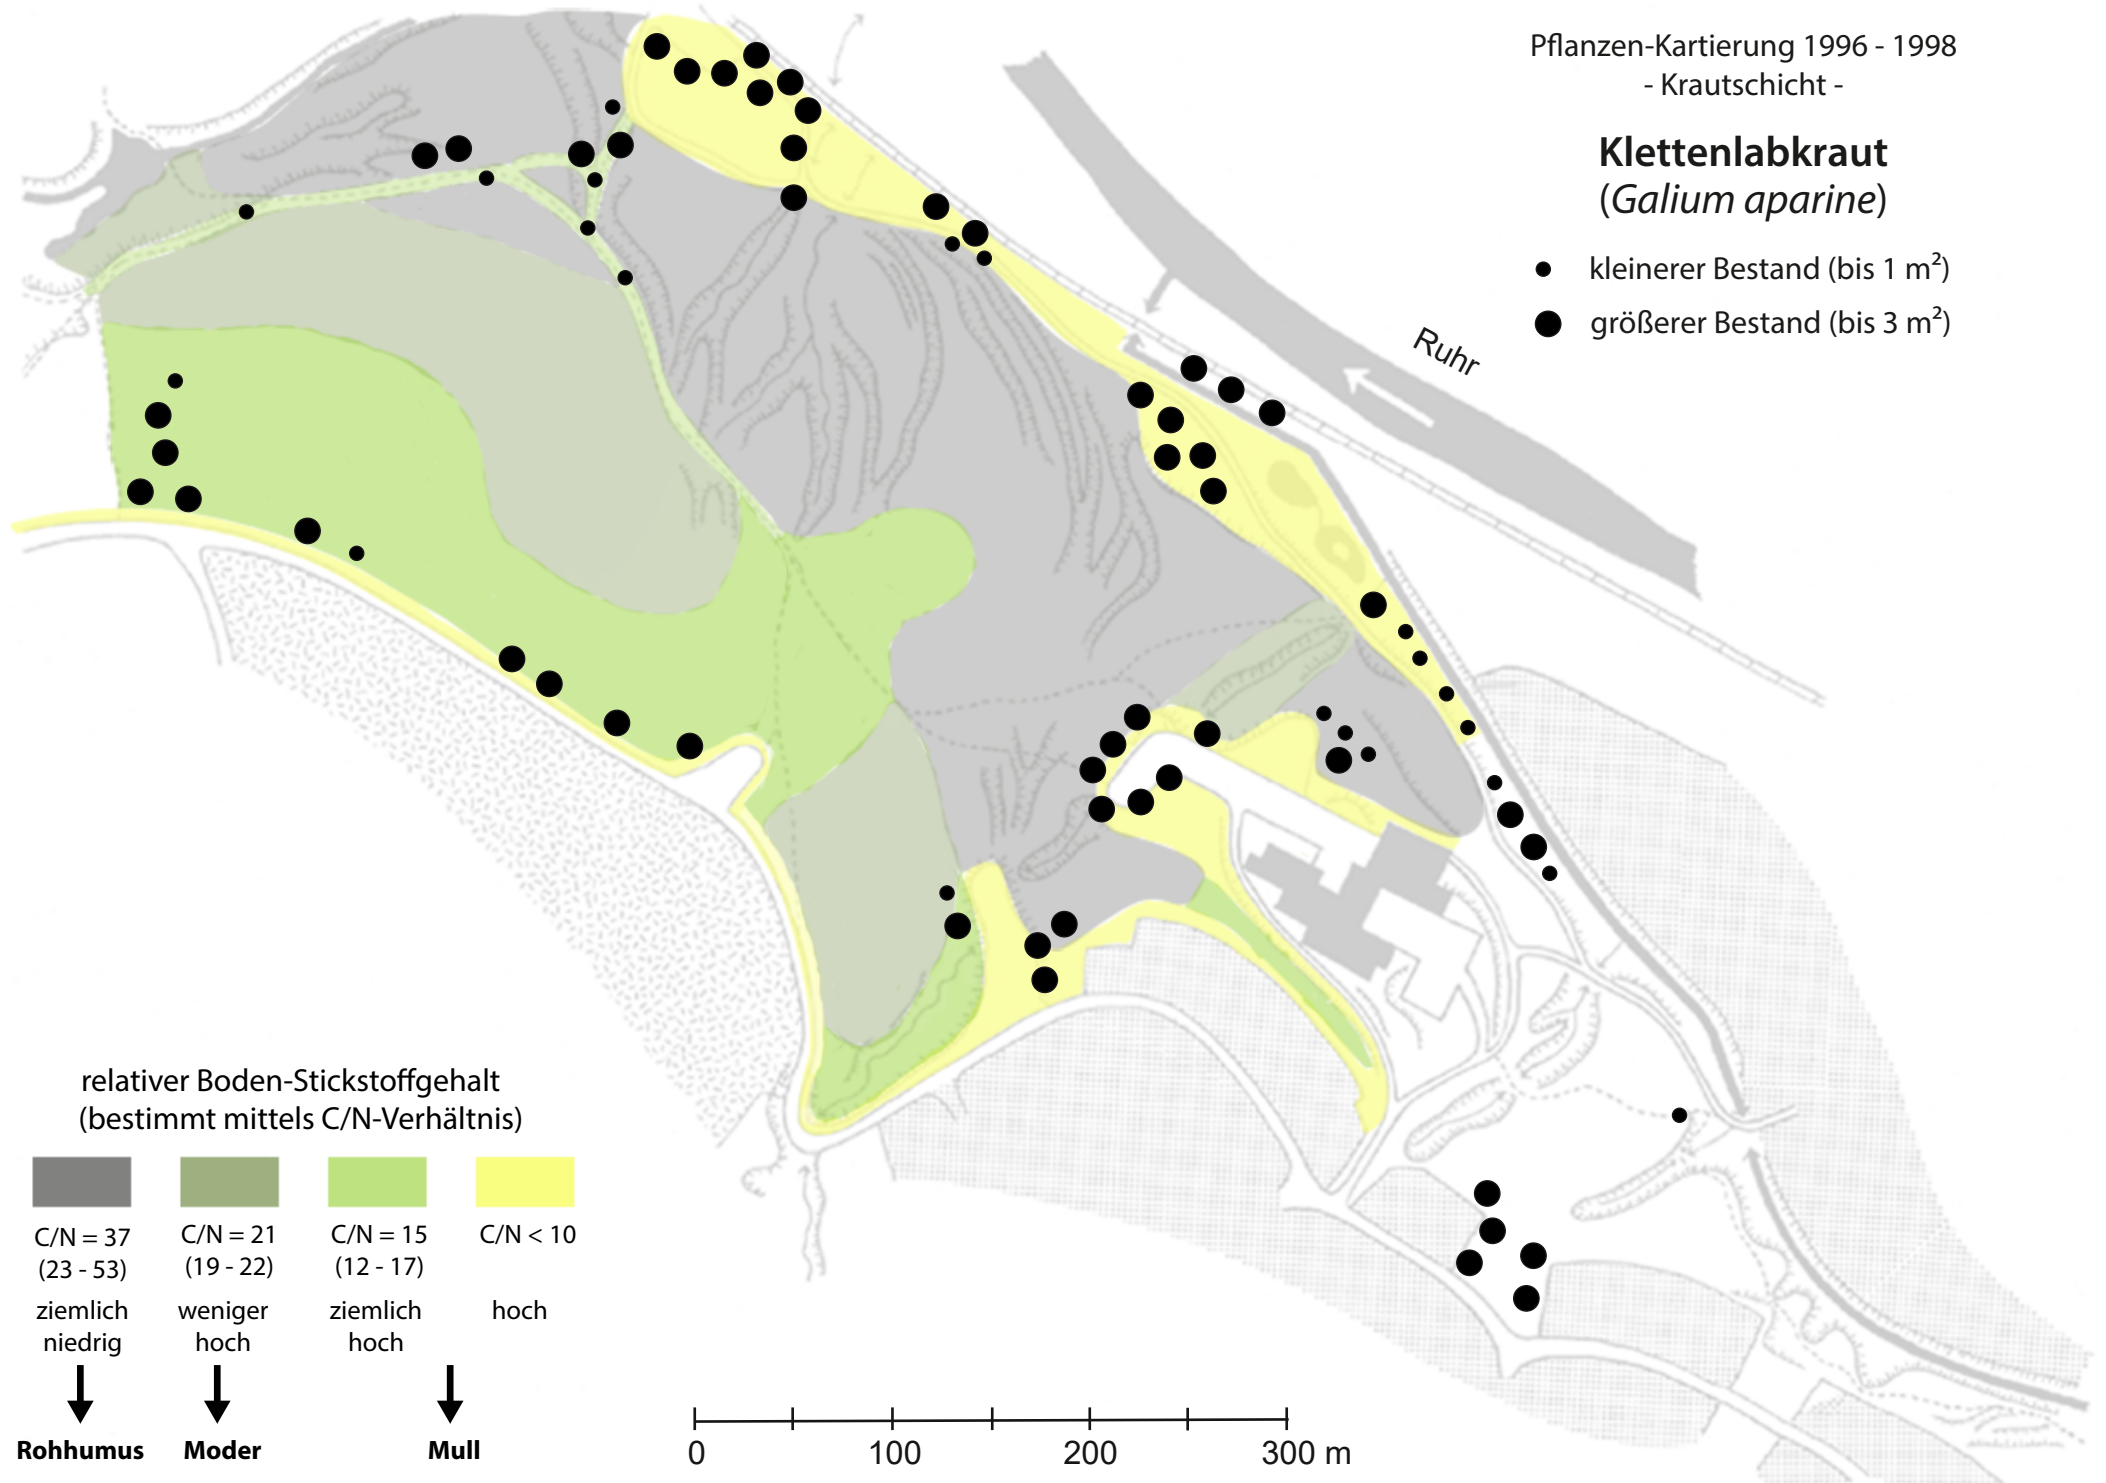 Pflanzen-Kartierung 1996 - 1998
- Krautschicht -
Klettenlabkraut
(Galium aparine)
kleinerer Bestand (bis 1 m²)
größerer Bestand (bis 3 m²)
Ruhr
relativer Boden-Stickstoffgehalt
(bestimmt mittels C/N-Verhältnis)
C/N = 37 C/N = 21 C/N = 15 C/N < 10
(23 - 53) (19 - 22) (12 - 17)
ziemlich weniger ziemlich hoch
niedrig hoch hoch
Rohhumus Moder Mull
0 100 200 300 m